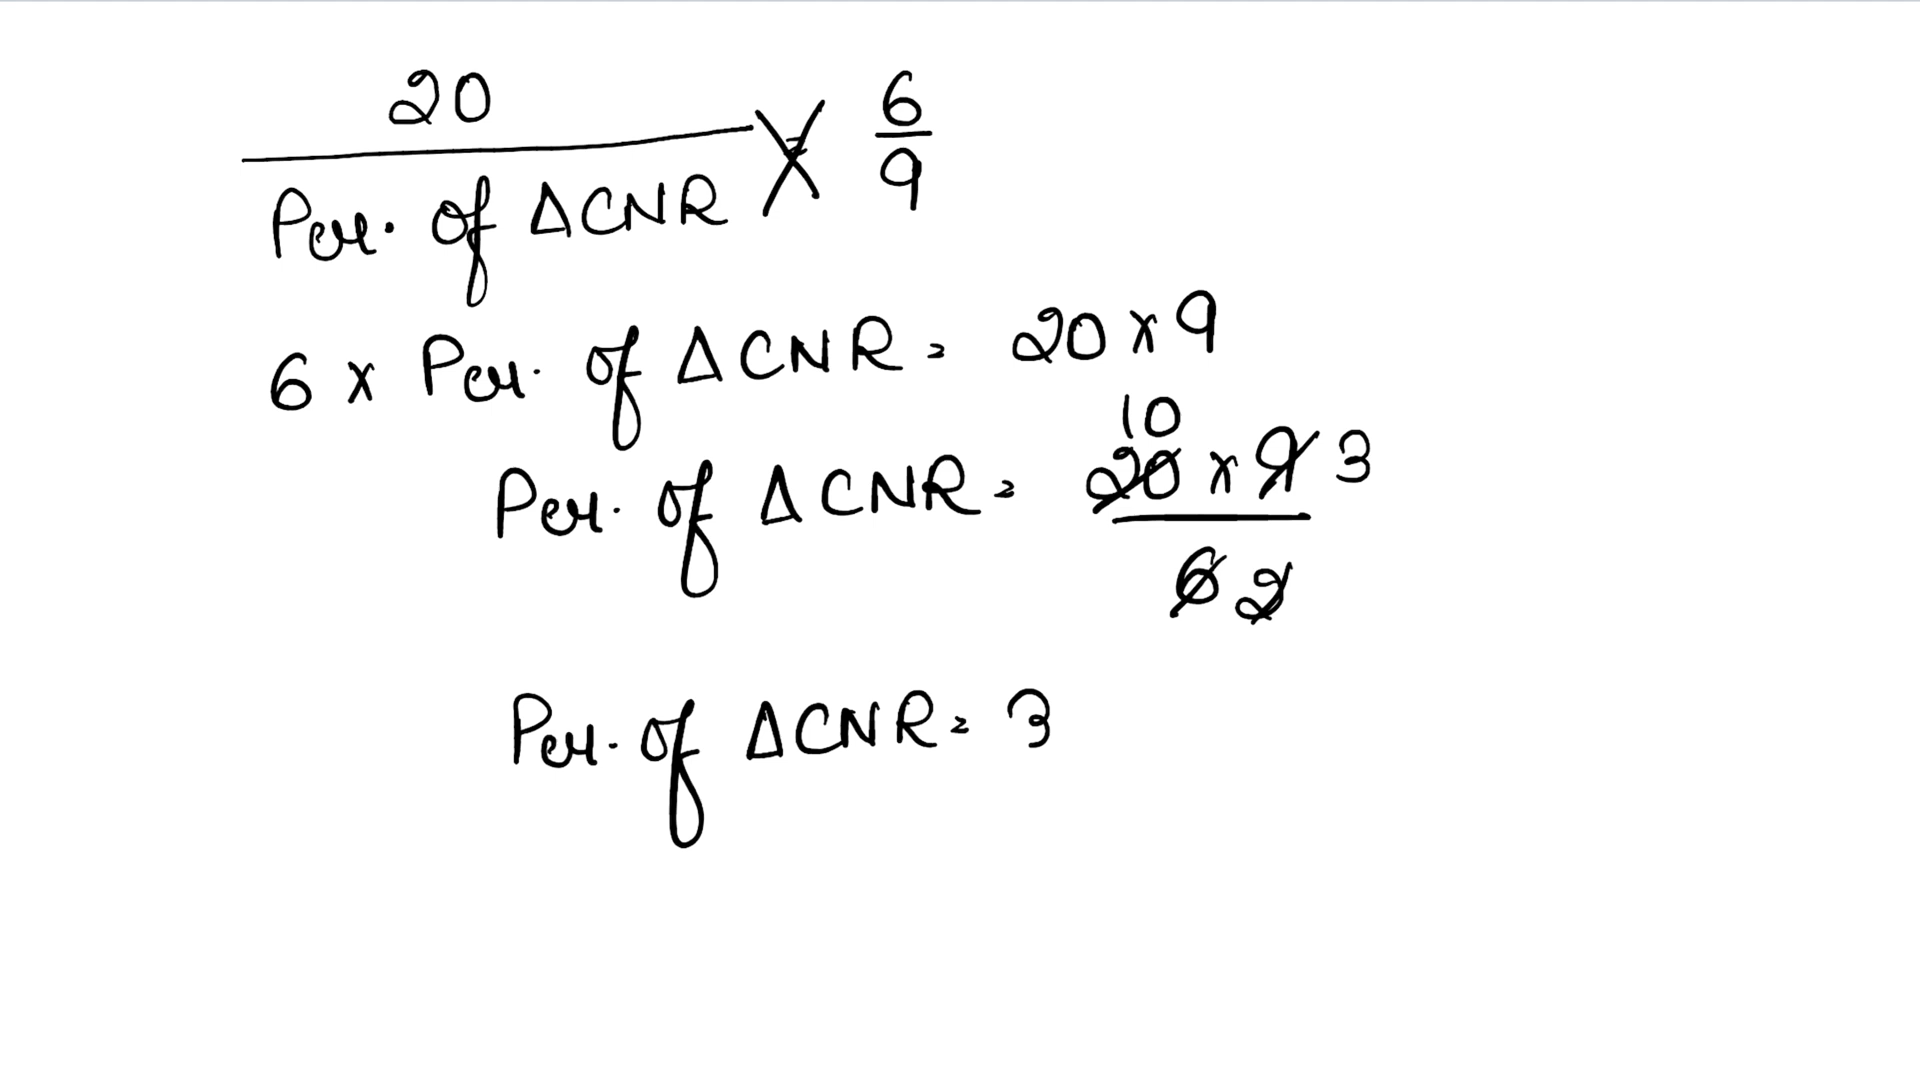 20 / Per. of ΔCNR = 6/9
6 x Per. of ΔCNR = 20 x 9
10
Per. of ΔCNR = 20 x 9 3
6 2
Per. of ΔCNR = 3